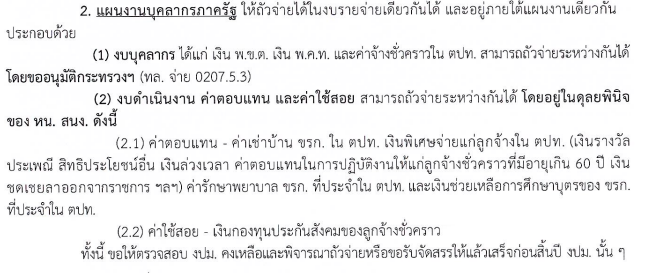 2. แผนงานบุคลากรภาครัฐ ให้ถัวจ่ายได้ในงบรายจ่ายเดียวกันได้ และอยู่ภายใต้แผนงานเดียวกัน
ประกอบด้วย
(1) งบบุคลากร ได้แก่ เงิน พ.ข.ต. เงิน พ.ค.ท. และค่าจ้างชั่วคราวใน ตปท. สามารถถัวจ่ายระหว่างกันได้
โดยขออนุมัติกระทรวงฯ (ทล. จ่าย 0207.5.3)
(2) งบดำเนินงาน ค่าตอบแทน และค่าใช้สอย สามารถถัวจ่ายระหว่างกันได้ โดยอยู่ในดุลยพินิจ
ของ หน. สนง. ดังนี้
(2.1) ค่าตอบแทน - ค่าเช่าบ้าน ขรก. ใน ตปท. เงินพิเศษจ่ายแก่ลูกจ้างใน ตปท. (เงินรางวัล
ประเพณี สิทธิประโยชน์อื่น เงินล่วงเวลา ค่าตอบแทนในการปฏิบัติงานให้แก่ลูกจ้างชั่วคราวที่มีอายุเกิน 60 ปี เงิน
ชดเชยลาออกจากราชการ ฯลฯ) ค่ารักษาพยาบาล ขรก. ที่ประจำใน ตปท. และเงินช่วยเหลือการศึกษาบุตรของ ขรก.
ที่ประจำใน ตปท.
(2.2) ค่าใช้สอย - เงินกองทุนประกันสังคมของลูกจ้างชั่วคราว
ทั้งนี้ ขอให้ตรวจสอบ งปม. คงเหลือและพิจารณาถัวจ่ายหรือขอรับจัดสรรให้แล้วเสร็จก่อนสิ้นปี งปม. นั้น ๆ